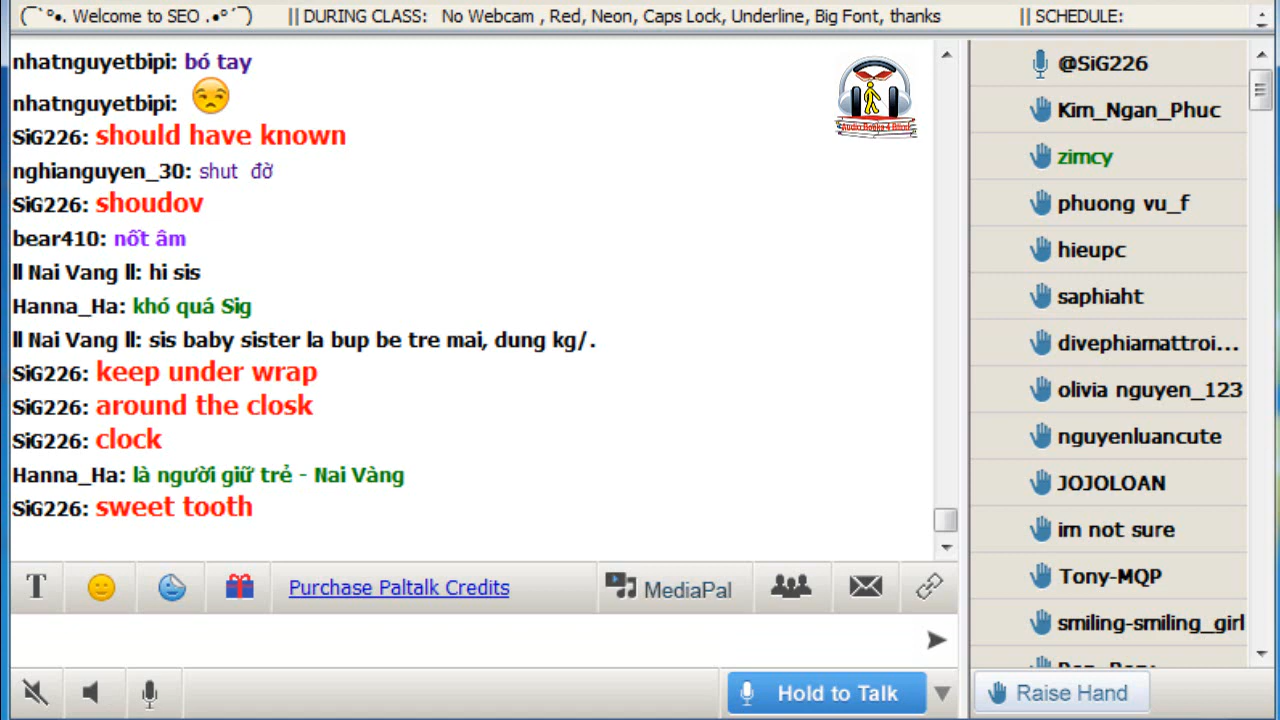 (¯`°•. Welcome to SEO .•°´¯) || DURING CLASS: No Webcam , Red, Neon, Caps Lock, Underline, Big Font, thanks || SCHEDULE:
nhatnguyetbipi: bó tay
nhatnguyetbipi:
SiG226: should have known
nghianguyen_30: shut đờ
SiG226: shoudov
bear410: nốt âm
ll Nai Vang ll: hi sis
Hanna_Ha: khó quá Sig
ll Nai Vang ll: sis baby sister la bup be tre mai, dung kg/.
SiG226: keep under wrap
SiG226: around the closk
SiG226: clock
Hanna_Ha: là người giữ trẻ - Nai Vàng
SiG226: sweet tooth
Audio Books 4 Blind
@SiG226
Kim_Ngan_Phuc
zimcy
phuong vu_f
hieupc
saphiaht
divephiamattroi...
olivia nguyen_123
nguyenluancute
JOJOLOAN
im not sure
Tony-MQP
smiling-smiling_girl
T
Purchase Paltalk Credits
MediaPal
Hold to Talk
Raise Hand